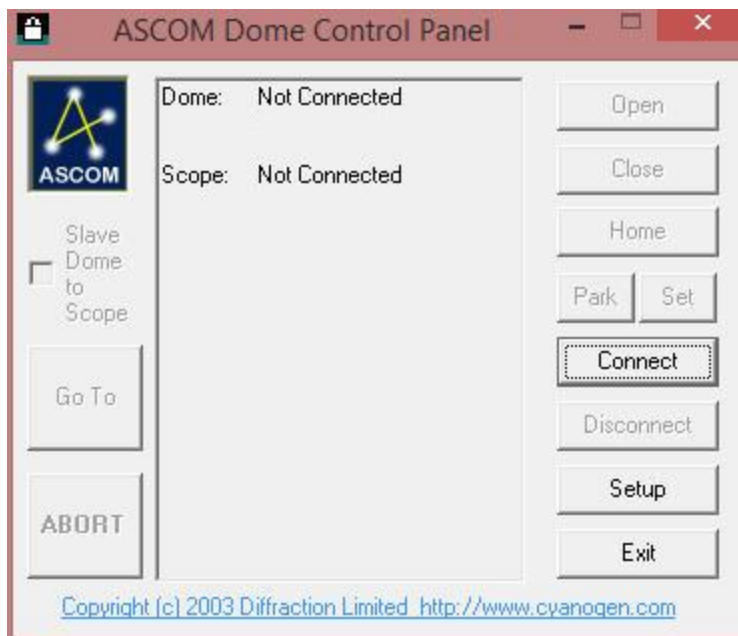 ASCOM Dome Control Panel
ASCOM
Dome: Not Connected
Scope: Not Connected
Slave
Dome
to
Scope
Go To
ABORT
Open
Close
Home
Park Set
Connect
Disconnect
Setup
Exit
Copyright (c) 2003 Diffraction Limited http://www.cyanogen.com